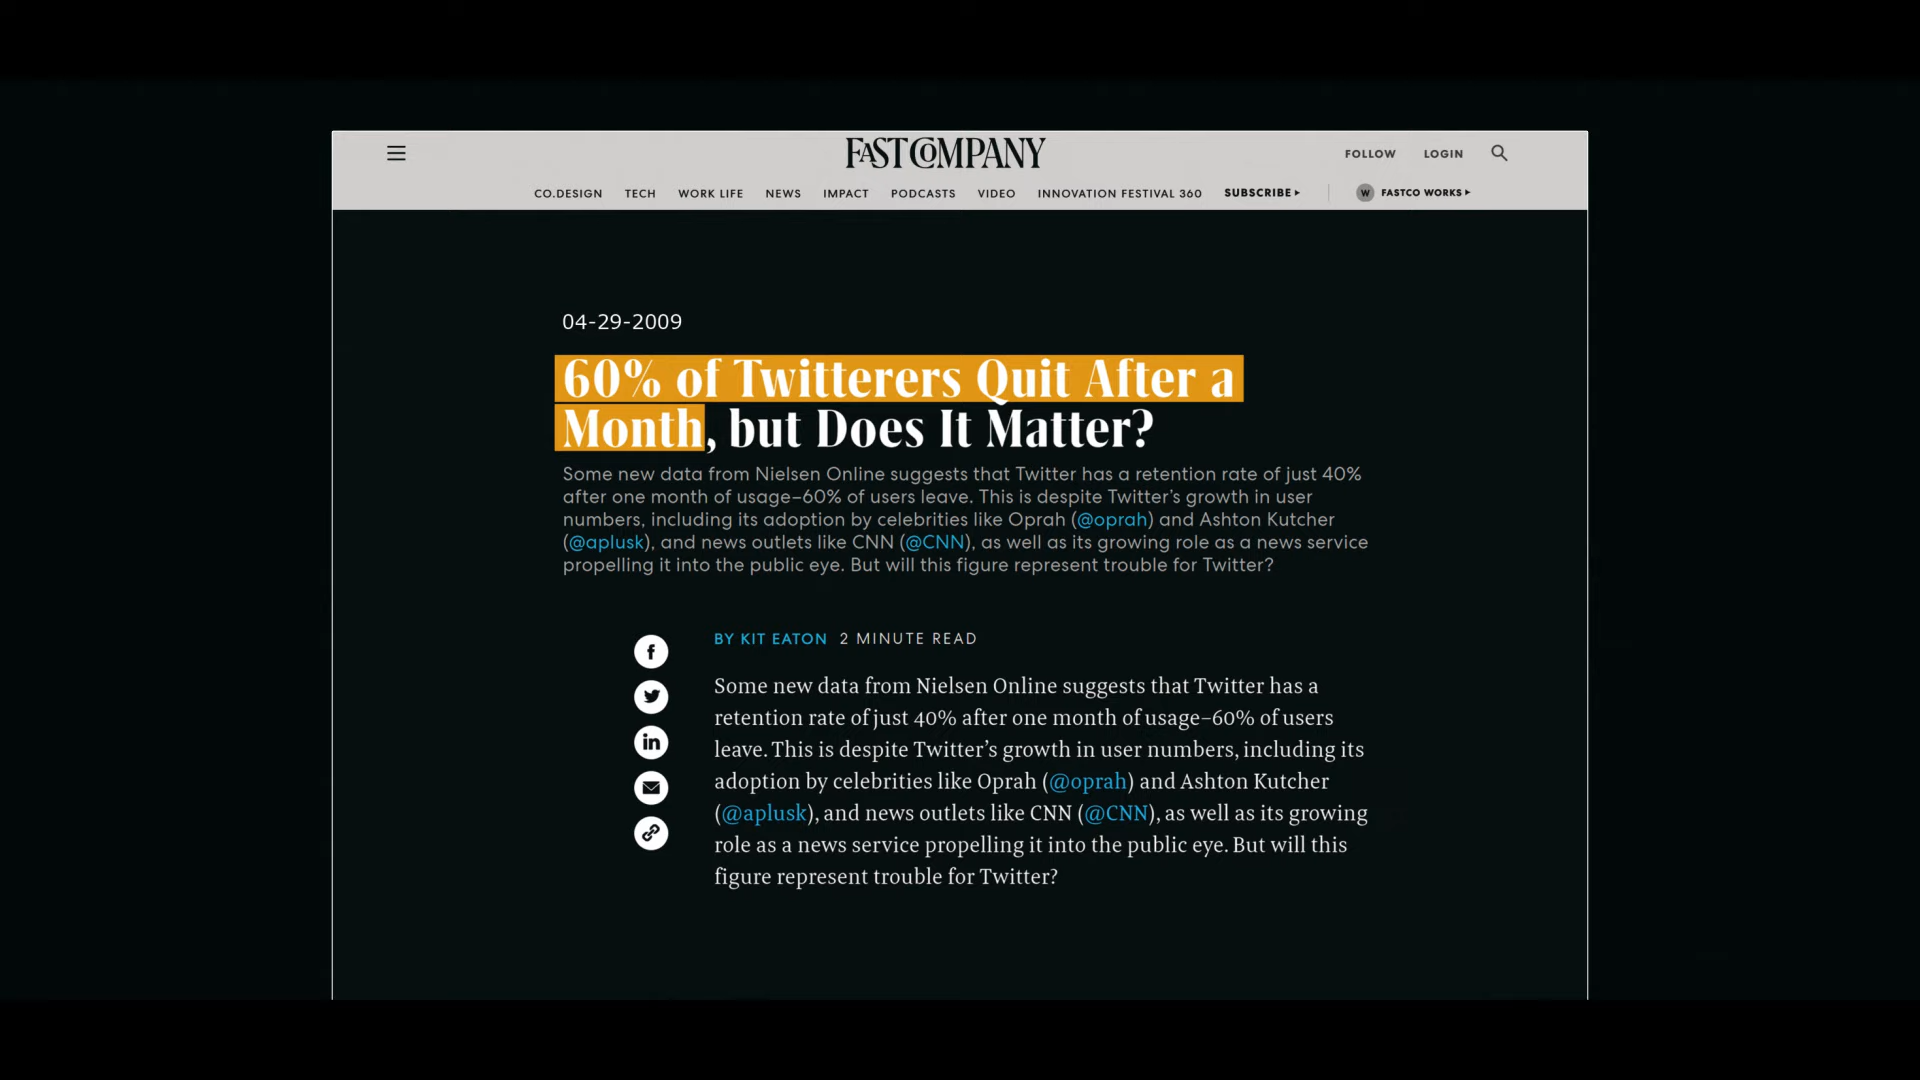 FAST COMPANY
FOLLOW LOGIN
CO.DESIGN TECH WORK LIFE NEWS IMPACT PODCASTS VIDEO INNOVATION FESTIVAL 360 SUBSCRIBE W FASTCO WORKS
04-29-2009
60% of Twitterers Quit After a
Month, but Does It Matter?
Some new data from Nielsen Online suggests that Twitter has a retention rate of just 40%
after one month of usage–60% of users leave. This is despite Twitter’s growth in user
numbers, including its adoption by celebrities like Oprah (@oprah) and Ashton Kutcher
(@aplusk), and news outlets like CNN (@CNN), as well as its growing role as a news service
propelling it into the public eye. But will this figure represent trouble for Twitter?
BY KIT EATON 2 MINUTE READ
Some new data from Nielsen Online suggests that Twitter has a
retention rate of just 40% after one month of usage–60% of users
leave. This is despite Twitter’s growth in user numbers, including its
adoption by celebrities like Oprah (@oprah) and Ashton Kutcher
(@aplusk), and news outlets like CNN (@CNN), as well as its growing
role as a news service propelling it into the public eye. But will this
figure represent trouble for Twitter?